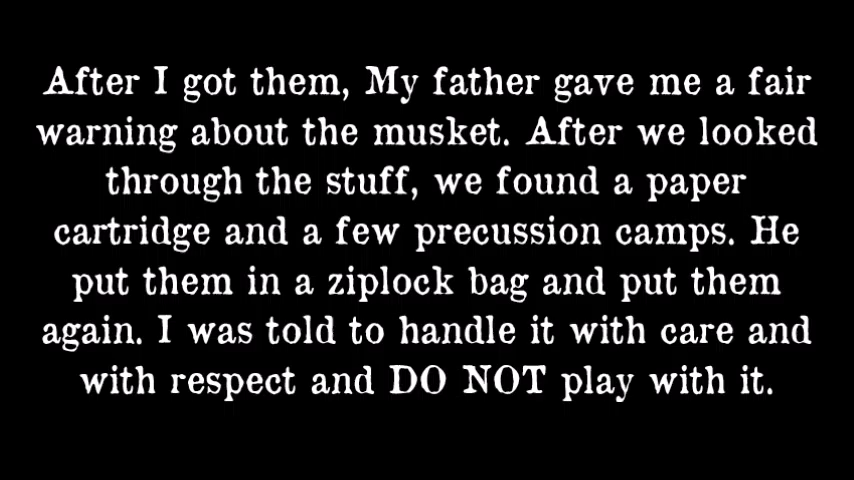 After I got them, My father gave me a fair
warning about the musket. After we looked
through the stuff, we found a paper
cartridge and a few precussion camps. He
put them in a ziplock bag and put them
again. I was told to handle it with care and
with respect and DO NOT play with it.